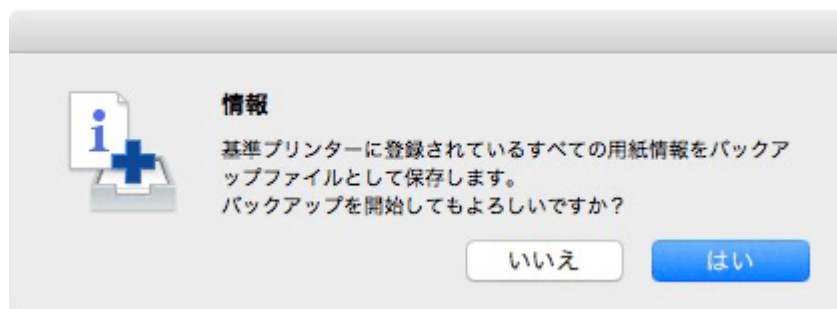 情報
基準プリンターに登録されているすべての用紙情報をバックア
ップファイルとして保存します。
バックアップを開始してもよろしいですか？
いいえ
はい